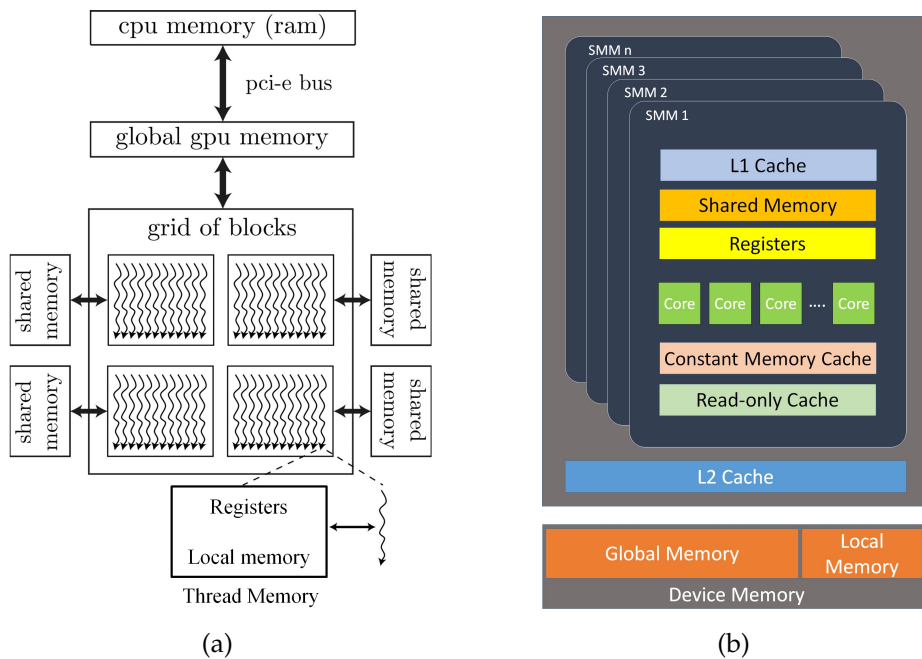 cpu memory (ram)
pci-e bus
global gpu memory
grid of blocks
shared
memory
shared
memory
shared
memory
shared
memory
Registers
Local memory
Thread Memory
(a)
SMM n
SMM 3
SMM 2
SMM 1
L1 Cache
Shared Memory
Registers
Core Core Core .... Core
Constant Memory Cache
Read-only Cache
L2 Cache
Global Memory
Local
Memory
Device Memory
(b)